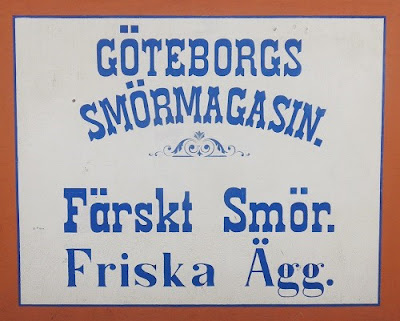 GÖTEBORGS
SMÖRMAGASIN.
Färskt Smör.
Friska Ägg.